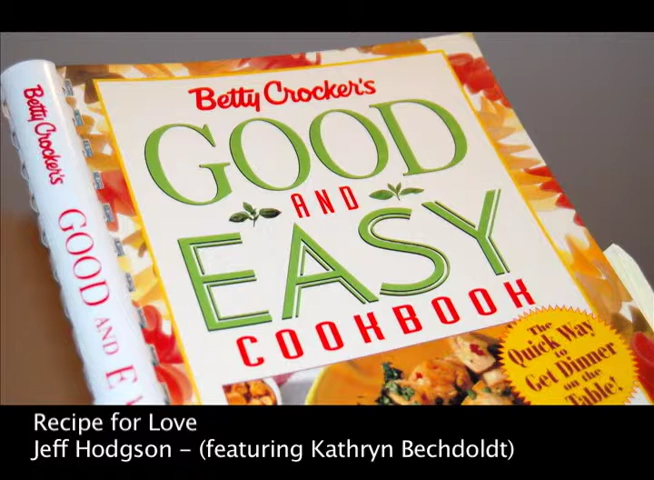 Betty Crocker's
GOOD
AND
EASY
COOKBOOK
The
Quick Way
to
Get Dinner
on the
Table!
Betty Crocker's
GOOD AND E
Recipe for Love
Jeff Hodgson – (featuring Kathryn Bechdoldt)